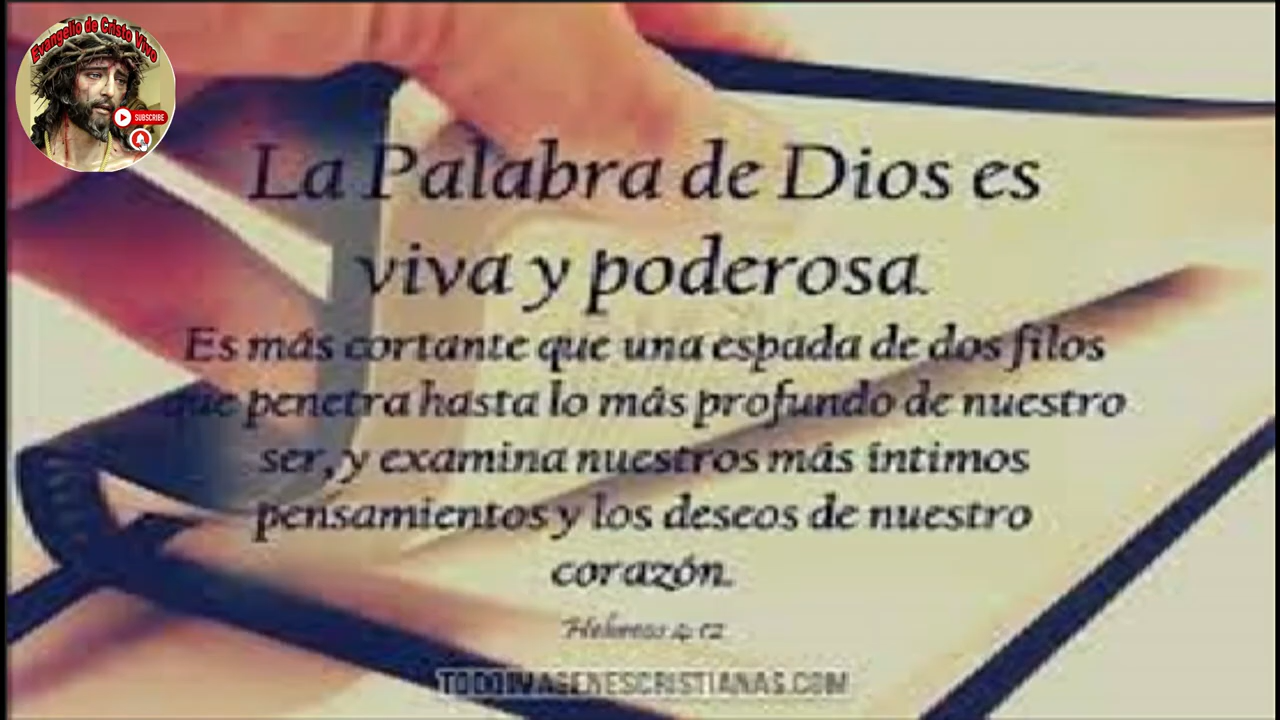 Evangelio de Cristo Vivo
SUBSCRIBE
La Palabra de Dios es
viva y poderosa.
Es más cortante que una espada de dos filos
que penetra hasta lo más profundo de nuestro
ser, y examina nuestros más íntimos
pensamientos y los deseos de nuestro
corazón.
Hebreos 4:12
TODOIMAGENESCRISTIANAS.COM